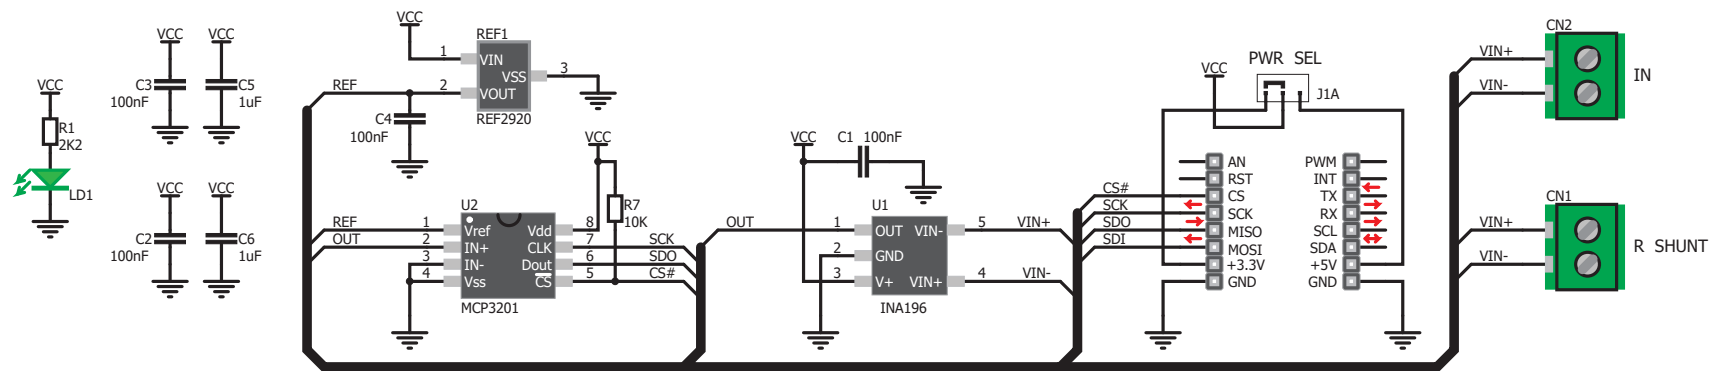 VCC
R1
2K2
LD1
VCC
C3
100nF
VCC
C5
1uF
VCC
C2
100nF
VCC
C6
1uF
VCC
REF1
1
VIN
VSS
3
REF
2
VOUT
REF2920
C4
100nF
VCC
R7
10K
U2
REF
1
Vref
Vdd
8
OUT
2
IN+
CLK
7
SCK
3
IN-
Dout
6
SDO
4
Vss
CS
5
CS#
MCP3201
VCC
C1
100nF
U1
OUT
1
OUT
VIN-
5
VIN+
2
GND
3
V+
VIN+
4
VIN-
INA196
PWR SEL
VCC
J1A
AN
RST
CS#
CS
SCK
SCK
SDO
MISO
SDI
MOSI
+3.3V
GND
PWM
INT
TX
RX
SCL
SDA
+5V
GND
CN2
VIN+
VIN-
IN
CN1
VIN+
VIN-
R SHUNT